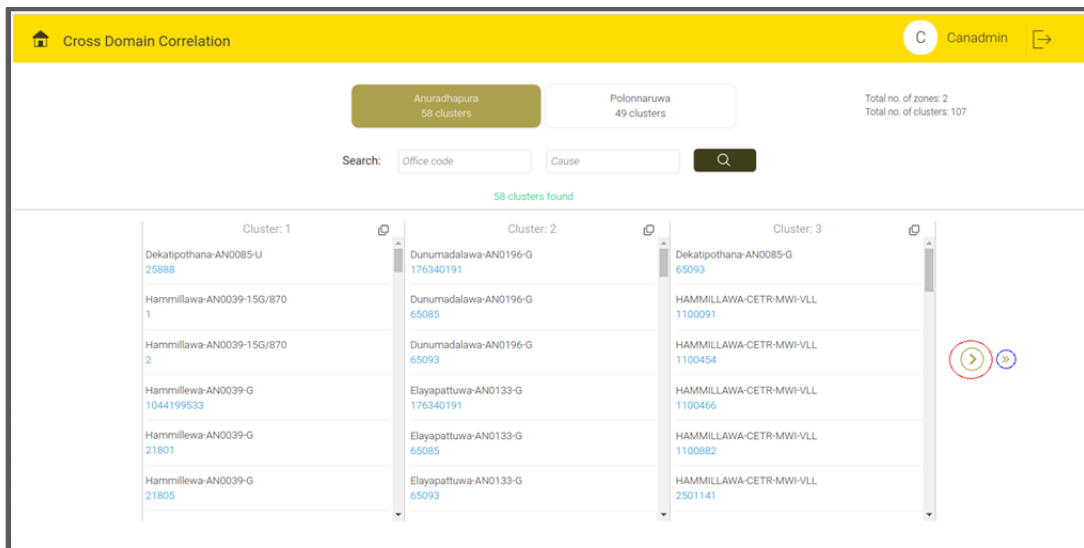 Cross Domain Correlation
C Canadmin
Anuradhapura
58 clusters
Polonnaruwa
49 clusters
Total no. of zones: 2
Total no. of clusters: 107
Search: Office code Cause
58 clusters found
Cluster: 1
Dekatipothana-AN0085-U
25888
Hammillawa-AN0039-15G/870
1
Hammillawa-AN0039-15G/870
2
Hammillewa-AN0039-G
1044199533
Hammillewa-AN0039-G
21801
Hammillewa-AN0039-G
21805
Cluster: 2
Dunumadalawa-AN0196-G
176340191
Dunumadalawa-AN0196-G
65085
Dunumadalawa-AN0196-G
65093
Elayapattuwa-AN0133-G
176340191
Elayapattuwa-AN0133-G
65085
Elayapattuwa-AN0133-G
65093
Cluster: 3
Dekatipothana-AN0085-G
65093
HAMMILLAWA-CETR-MWI-VLL
1100091
HAMMILLAWA-CETR-MWI-VLL
1100454
HAMMILLAWA-CETR-MWI-VLL
1100466
HAMMILLAWA-CETR-MWI-VLL
1100882
HAMMILLAWA-CETR-MWI-VLL
2501141